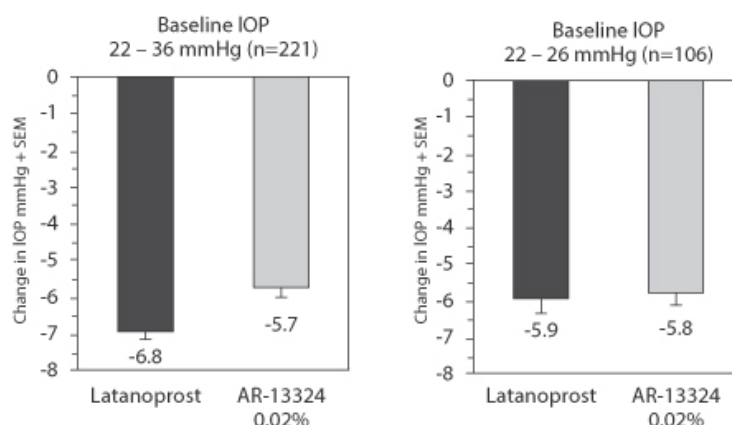 Baseline IOP
22 – 36 mmHg (n=221)
Change in IOP mmHg + SEM
0
-1
-2
-3
-4
-5
-6
-7
-8
-6.8
-5.7
Latanoprost
AR-13324
0.02%
Baseline IOP
22 – 26 mmHg (n=106)
Change in IOP mmHg + SEM
0
-1
-2
-3
-4
-5
-6
-7
-8
-5.9
-5.8
Latanoprost
AR-13324
0.02%